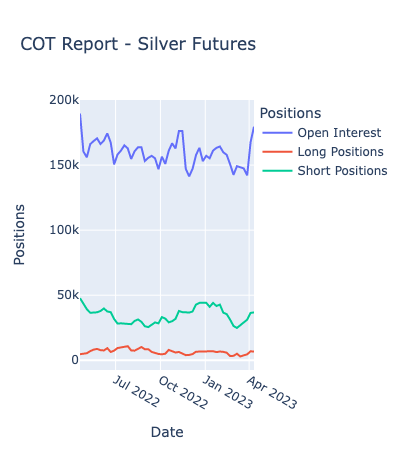 COT Report - Silver Futures
Positions
Open Interest
Long Positions
Short Positions
200k
150k
100k
50k
0
Positions
Jul 2022
Oct 2022
Jan 2023
Apr 2023
Date